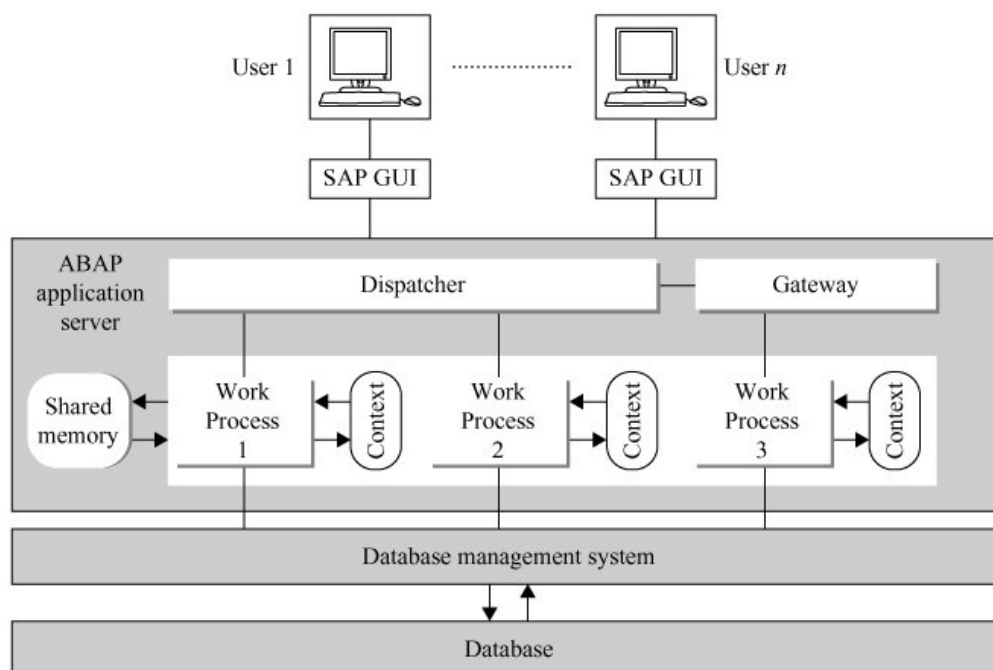 User 1
User n
SAP GUI
SAP GUI
ABAP
application
server
Dispatcher
Gateway
Shared
memory
Work
Process
1
Context
Work
Process
2
Context
Work
Process
3
Context
Database management system
Database